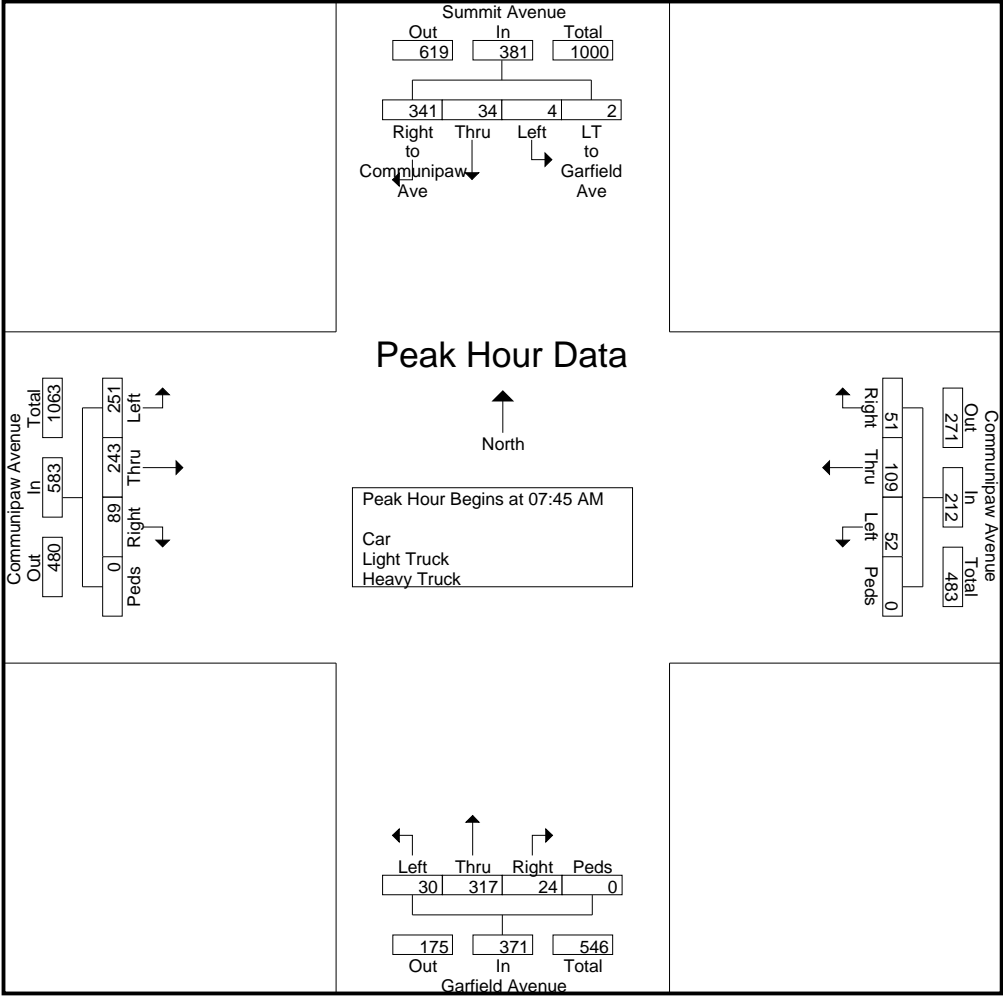 Summit Avenue
Out In Total
619 381 1000
341 34 4 2
Right to Communipaw Ave
Thru
Left
LT to Garfield Ave
Peak Hour Data
North
Peak Hour Begins at 07:45 AM
Car
Light Truck
Heavy Truck
Communipaw Avenue
Out In Total
480 583 1063
Left Thru Right Peds
251 243 89 0
Communipaw Avenue
Out In Total
271 212 483
51 109 52 0
Right Thru Left Peds
Left Thru Right Peds
30 317 24 0
175 371 546
Out In Total
Garfield Avenue